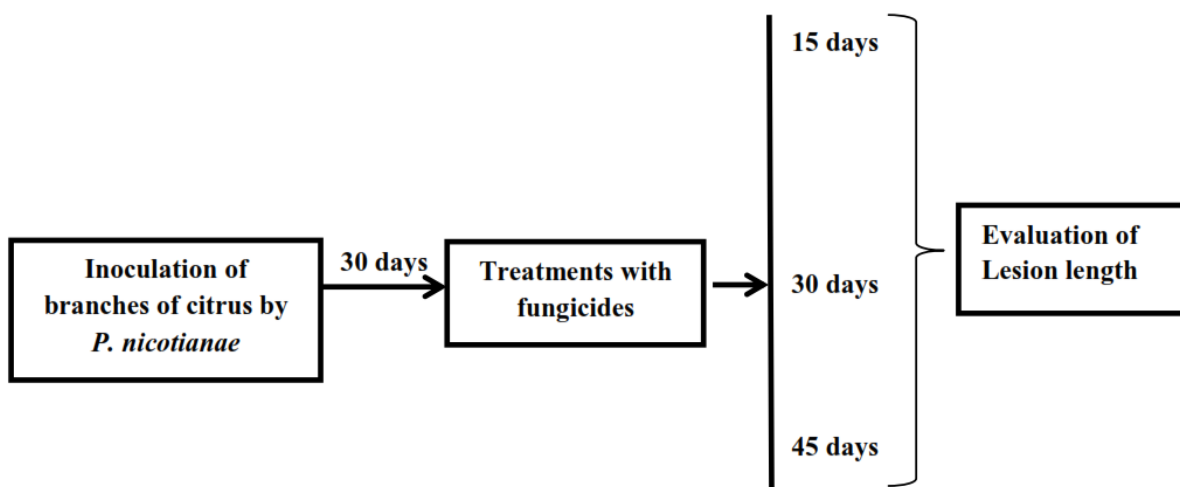 Inoculation of
branches of citrus by
P. nicotianae
30 days
Treatments with
fungicides
15 days
30 days
45 days
Evaluation of
Lesion length